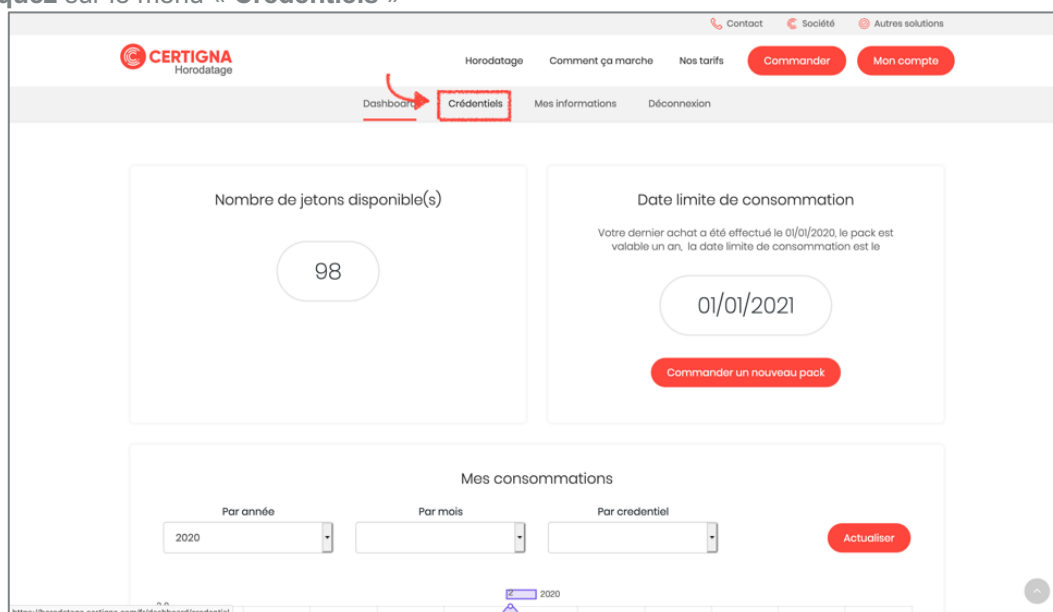 quez sur le menu « Crédentiels »
Contact Société Autres solutions
CERTIGNA
Horodatage
Horodatage Comment ça marche Nos tarifs Commander Mon compte
Dashboard Crédentiels Mes informations Déconnexion
Nombre de jetons disponible(s)
98
Date limite de consommation
Votre dernier achat a été effectué le 01/01/2020, le pack est
valable un an, la date limite de consommation est le
01/01/2021
Commander un nouveau pack
Mes consommations
Par année Par mois Par credentiel
2020
Actualiser
2 2020